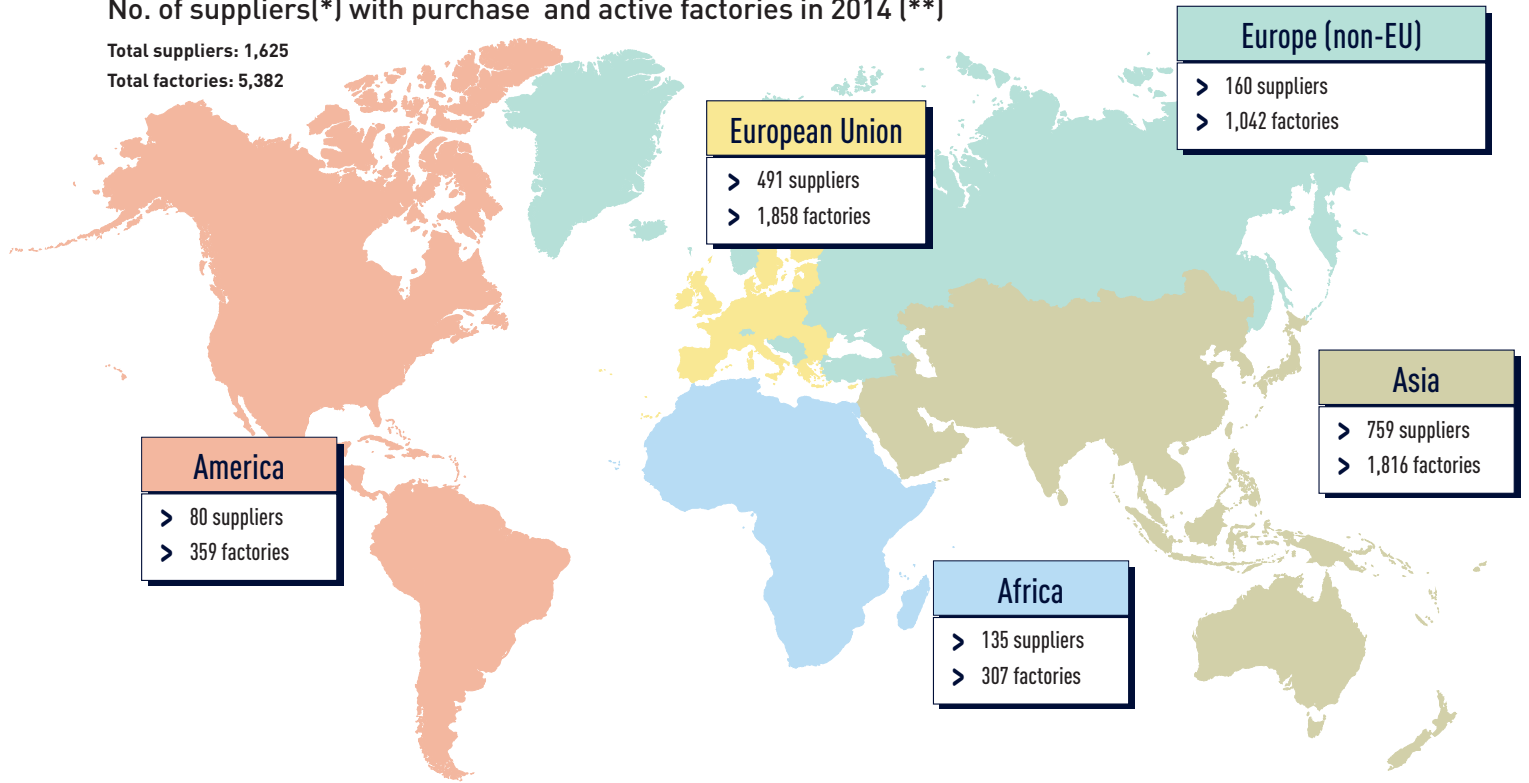 No. of suppliers(*) with purchase and active factories in 2014 (**)
Total suppliers: 1,625
Total factories: 5,382
Europe (non-EU)
> 160 suppliers
> 1,042 factories
European Union
> 491 suppliers
> 1,858 factories
Asia
> 759 suppliers
> 1,816 factories
America
> 80 suppliers
> 359 factories
Africa
> 135 suppliers
> 307 factories